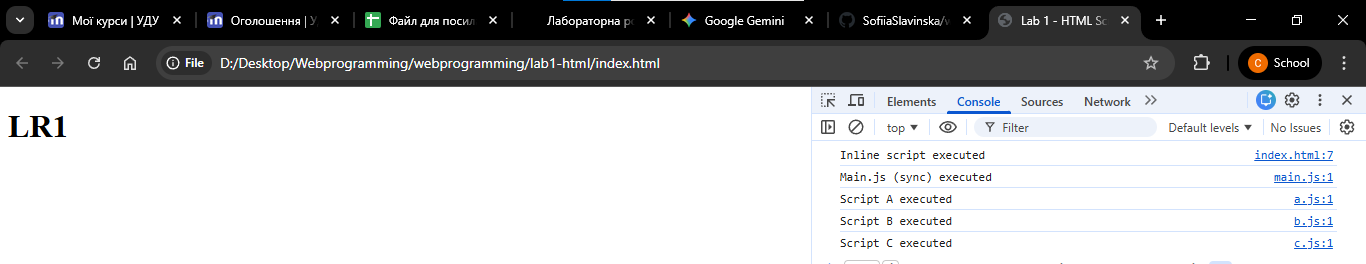 Мої курси | УДУ
Оголошення | У
Файл для посил
Лабораторна р
Google Gemini
SofiiaSlavinska/w
Lab 1 - HTML Sc
File D:/Desktop/Webprogramming/webprogramming/lab1-html/index.html
C School
LR1
Elements Console Sources Network
top Filter Default levels No Issues
Inline script executed index.html:7
Main.js (sync) executed main.js:1
Script A executed a.js:1
Script B executed b.js:1
Script C executed c.js:1